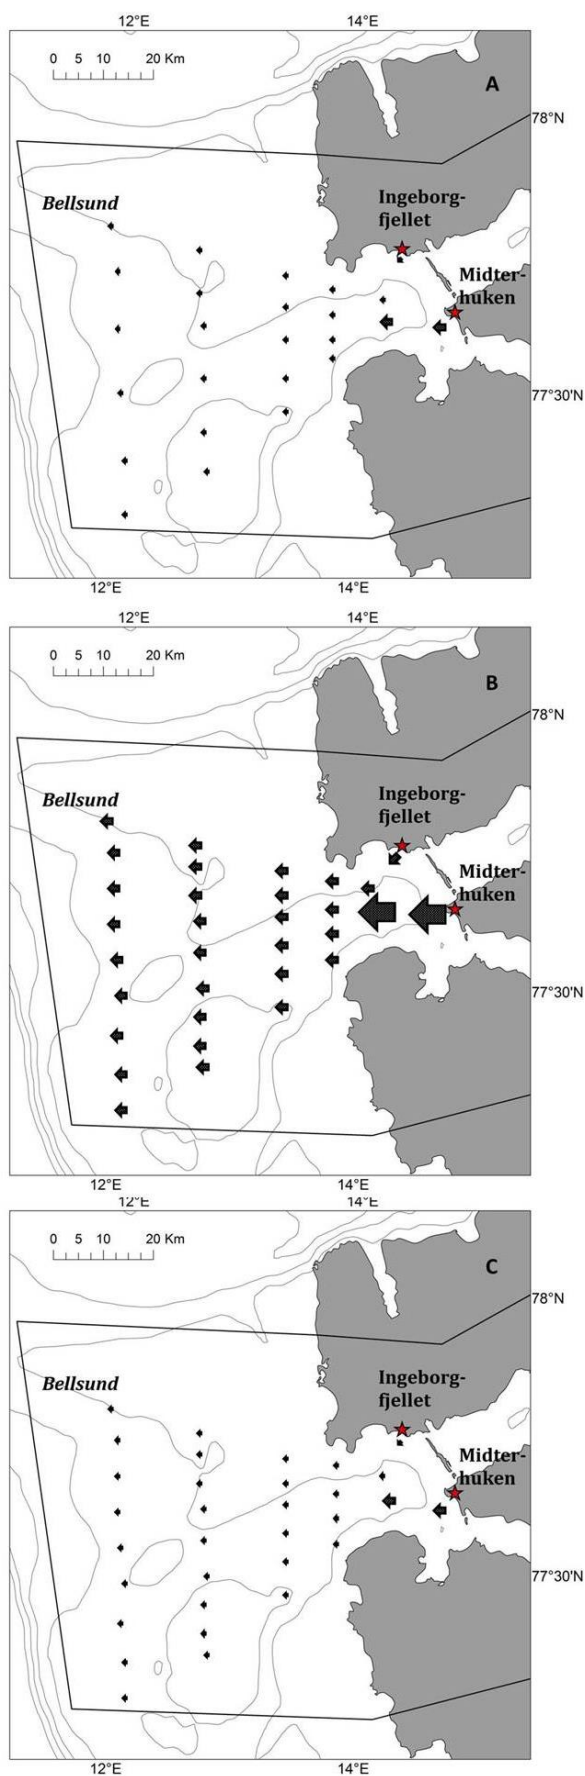 12°E 14°E
0 5 10 20 Km
A
78°N
Bellsund
Ingeborg-
fjellet
Midter-
huken
77°30'N
12°E 14°E
12°E 14°E
0 5 10 20 Km
B
78°N
Bellsund
Ingeborg-
fjellet
Midter-
huken
77°30'N
12°E 14°E
12°E 14°E
0 5 10 20 Km
C
78°N
Bellsund
Ingeborg-
fjellet
Midter-
huken
77°30'N
12°E 14°E